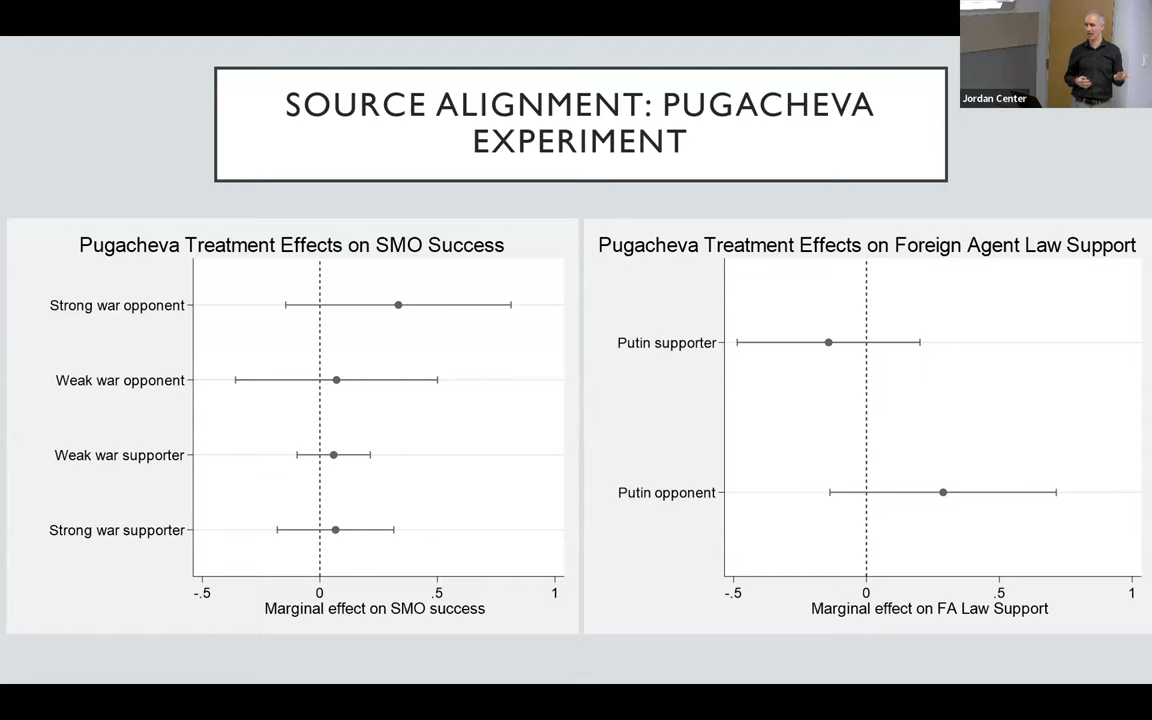 Jordan Center
SOURCE ALIGNMENT: PUGACHEVA
EXPERIMENT
Pugacheva Treatment Effects on SMO Success
Strong war opponent
Weak war opponent
Weak war supporter
Strong war supporter
-.5 0 .5 1
Marginal effect on SMO success
Pugacheva Treatment Effects on Foreign Agent Law Support
Putin supporter
Putin opponent
-.5 0 .5 1
Marginal effect on FA Law Support